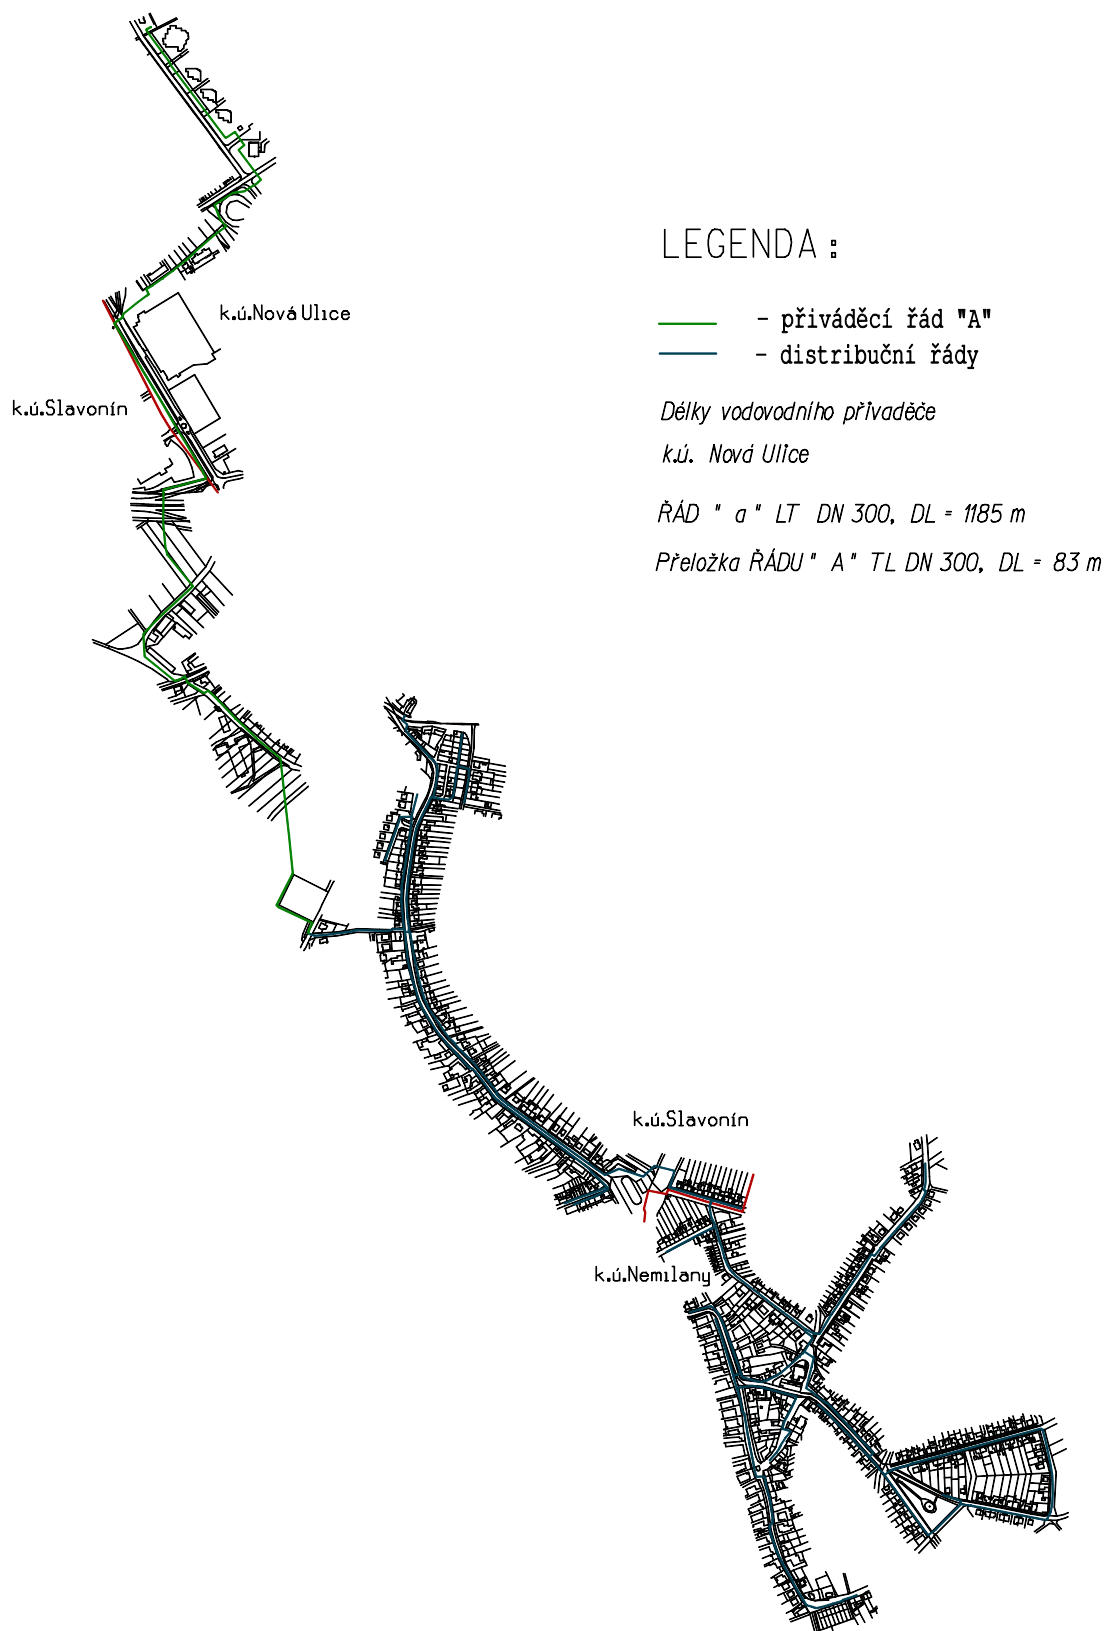 LEGENDA :
k.ú.Nová Ulice
- přiváděcí řád "A"
- distribuční řády
k.ú.Slavonín
Délky vodovodního přivaděče
k.ú. Nová Ulice
ŘÁD " a " LT DN 300, DL = 1185 m
Přeložka ŘÁDU " A " TL DN 300, DL = 83 m
k.ú.Slavonín
k.ú.Nemilany